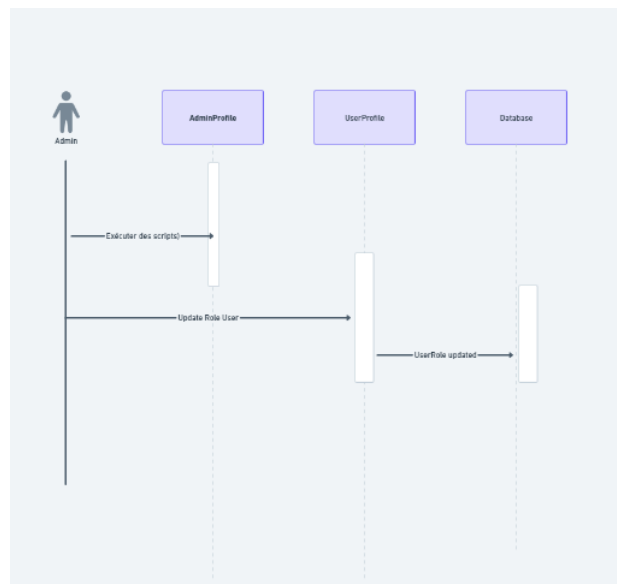 AdminProfile
UserProfile
Database
Admin
Exécuter des scripts)
Update Role User
UserRole updated